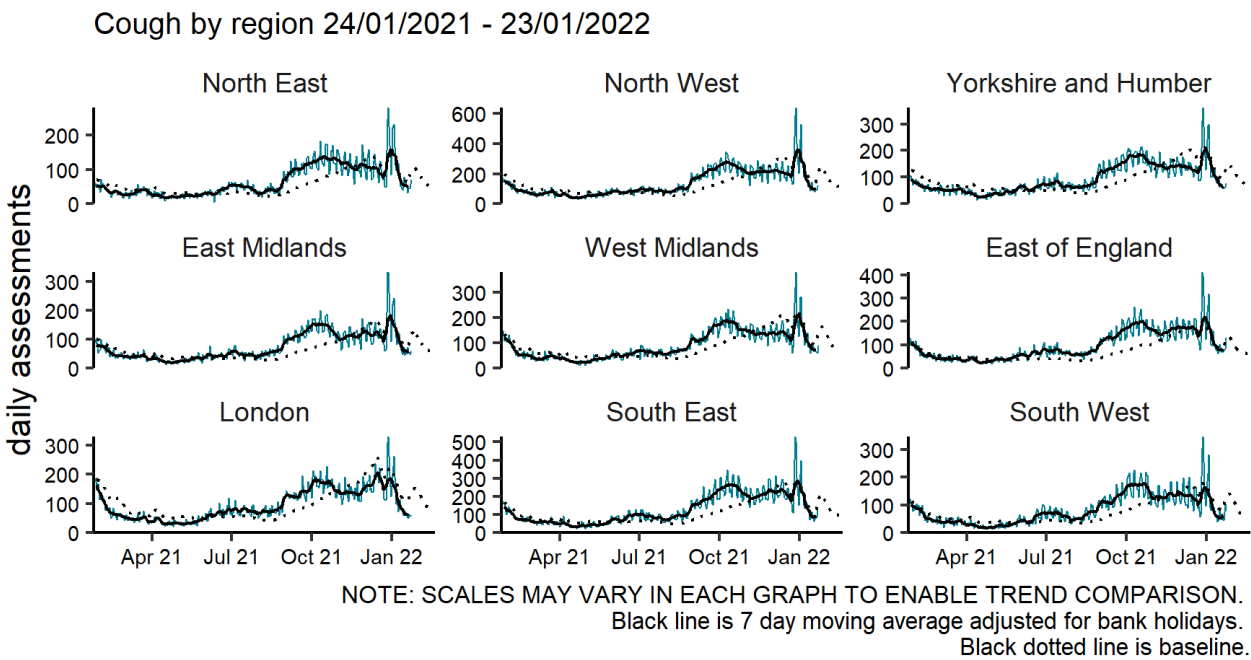 Cough by region 24/01/2021 - 23/01/2022
daily assessments
North East
200
100
0
North West
600
400
200
0
Yorkshire and Humber
300
200
100
0
East Midlands
300
200
100
0
West Midlands
300
200
100
0
East of England
400
300
200
100
0
London
300
200
100
0
Apr 21 Jul 21 Oct 21 Jan 22
South East
500
400
300
200
100
0
Apr 21 Jul 21 Oct 21 Jan 22
South West
300
200
100
0
Apr 21 Jul 21 Oct 21 Jan 22
NOTE: SCALES MAY VARY IN EACH GRAPH TO ENABLE TREND COMPARISON.
Black line is 7 day moving average adjusted for bank holidays.
Black dotted line is baseline.